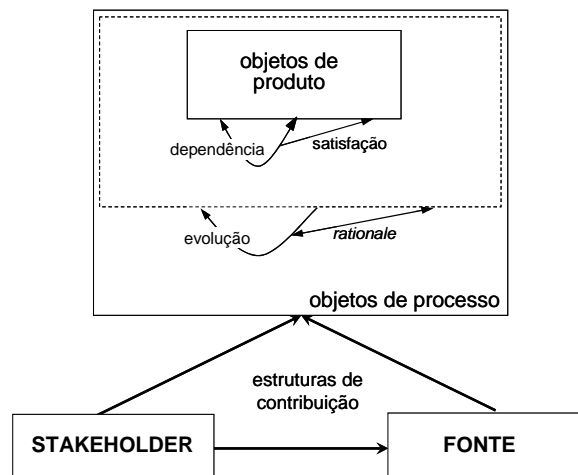 objetos de
produto
dependência
satisfação
evolução
rationale
objetos de processo
estruturas de
contribuição
STAKEHOLDER
FONTE